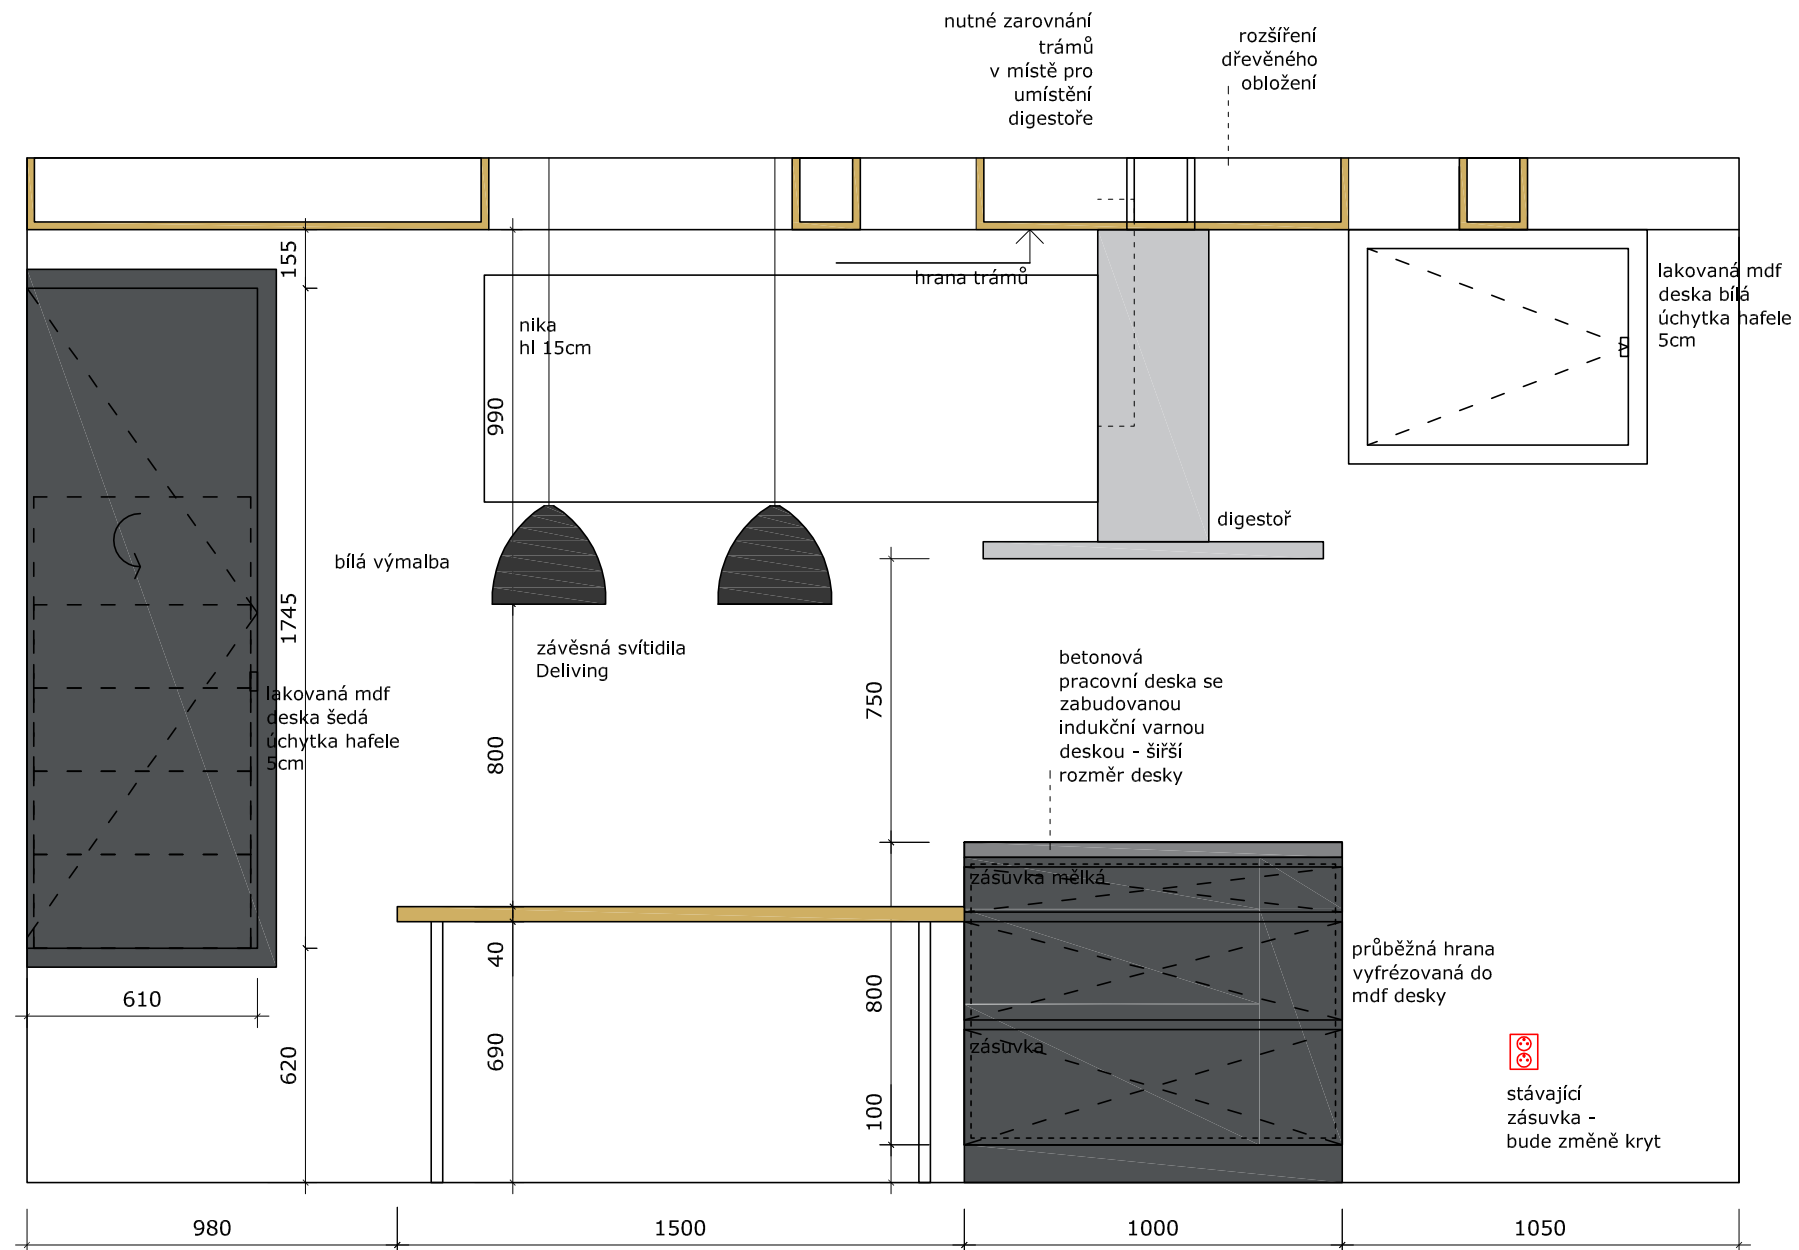 nutné zarovnání
trámů
v místě pro
umístění
digestoře
rozšíření
dřevěného
obložení
155
hrana trámů
lakovaná mdf
deska bílá
úchytka hafele
5cm
nika
hl 15cm
990
digestoř
bílá výmalba
1745
závěsná svítidla
Deliving
lakovaná mdf
deska šedá
úchytka hafele
5cm
800
750
betonová
pracovní deska se
zabudovanou
indukční varnou
deskou - šiřší
rozměr desky
zásuvka mělká
40
800
průběžná hrana
vyfrézovaná do
mdf desky
610
620
690
zásuvka
100
stávající
zásuvka -
bude změně kryt
980
1500
1000
1050